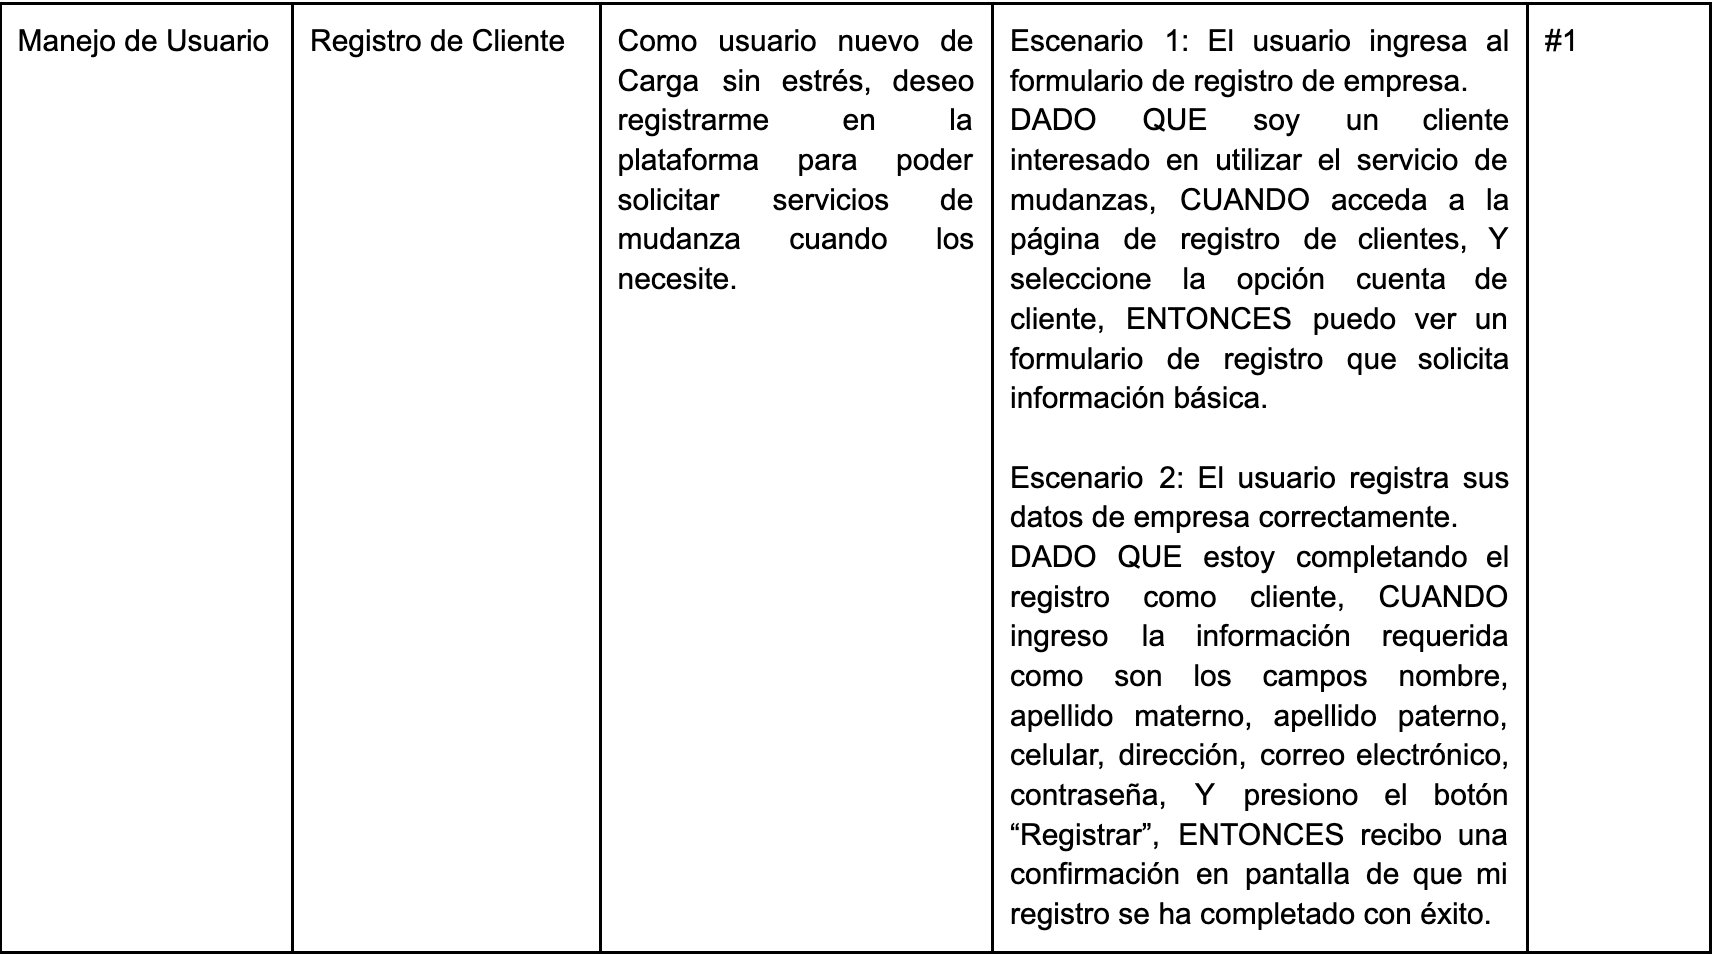 Manejo de Usuario
Registro de Cliente
Como usuario nuevo de
Carga sin estrés, deseo
registrarme en la
plataforma para poder
solicitar servicios de
mudanza cuando los
necesite.
Escenario 1: El usuario ingresa al
formulario de registro de empresa.
DADO QUE soy un cliente
interesado en utilizar el servicio de
mudanzas, CUANDO acceda a la
página de registro de clientes, Y
seleccione la opción cuenta de
cliente, ENTONCES puedo ver un
formulario de registro que solicita
información básica.
Escenario 2: El usuario registra sus
datos de empresa correctamente.
DADO QUE estoy completando el
registro como cliente, CUANDO
ingreso la información requerida
como son los campos nombre,
apellido materno, apellido paterno,
celular, dirección, correo electrónico,
contraseña, Y presiono el botón
“Registrar”, ENTONCES recibo una
confirmación en pantalla de que mi
registro se ha completado con éxito.
#1